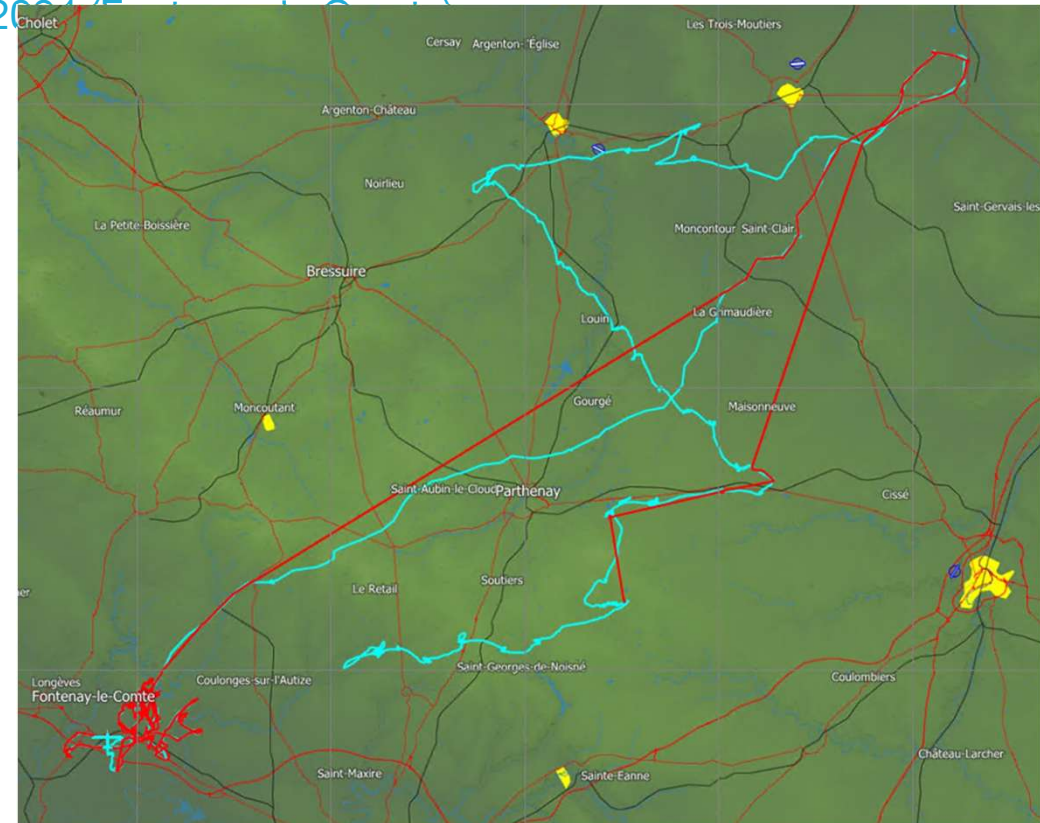 Cholet
Les Trois-Moutiers
Cersay
Argenton-l'Église
Argenton-Château
Noirlieu
La Petite-Boissière
Saint-Gervais-les
Moncontour
Saint-Clair
Bressuire
Louin
La Grimaudière
Réaumur
Moncoutant
Gourgé
Maisonneuve
Saint-Aubin-le-Cloud
Parthenay
Cissé
Le Retail
Soutiers
Saint-Georges-de-Noisné
Longèves
Fontenay-le-Comte
Coulonges-sur-l'Autize
Coulombiers
Saint-Maxire
Sainte-Eanne
Château-Larcher